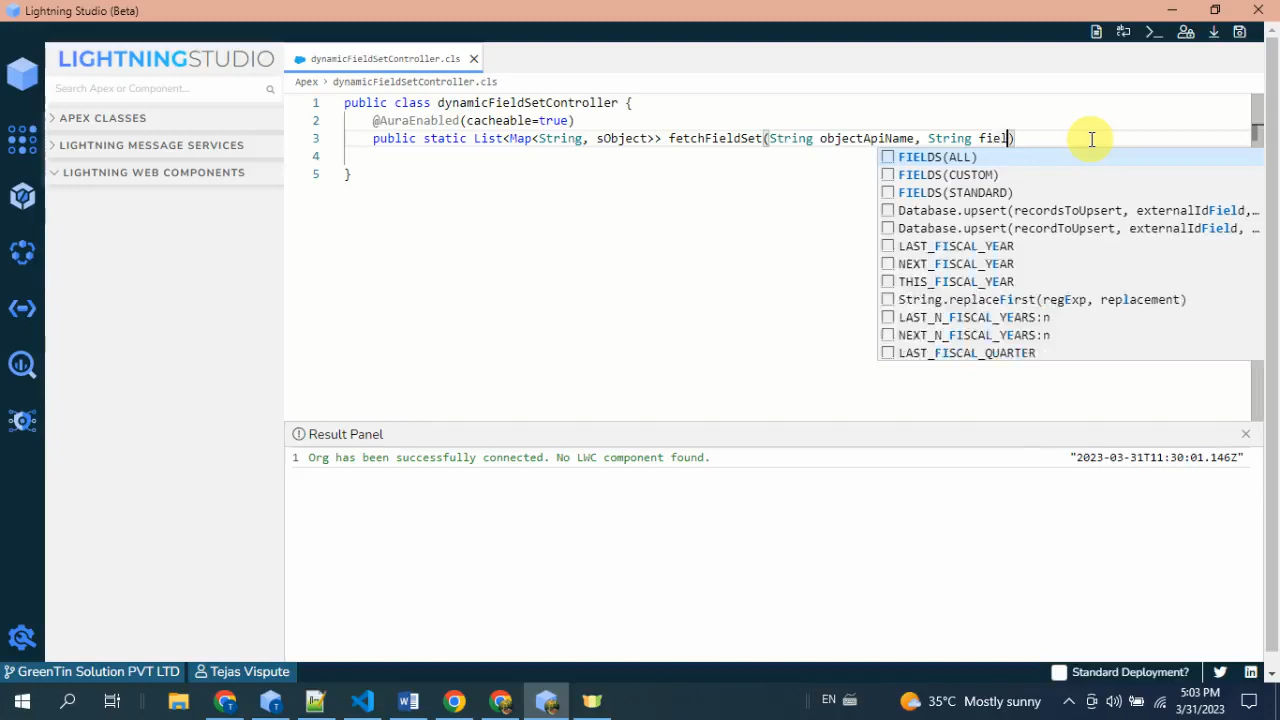 Lightning Studio (Beta)
LIGHTNINGSTUDIO
Search Apex or Component...
APEX CLASSES
LIGHTNING MESSAGE SERVICES
LIGHTNING WEB COMPONENTS
dynamicFieldSetController.cls
Apex > dynamicFieldSetController.cls
1 public class dynamicFieldSetController {
2 @AuraEnabled(cacheable=true)
3 public static List<Map<String, sObject>> fetchFieldSet(String objectApiName, String fiel)
4
5 }
FIELDS(ALL)
FIELDS(CUSTOM)
FIELDS(STANDARD)
Database.upsert(recordsToUpsert, externalIdField,...
Database.upsert(recordToUpsert, externalIdField, ...
LAST_FISCAL_YEAR
NEXT_FISCAL_YEAR
THIS_FISCAL_YEAR
String.replaceFirst(regExp, replacement)
LAST_N_FISCAL_YEARS:n
NEXT_N_FISCAL_YEARS:n
LAST_FISCAL_QUARTER
Result Panel
1 Org has been successfully connected. No LWC component found. "2023-03-31T11:30:01.146Z"
GreenTin Solution PVT LTD Tejas Vispute Standard Deployment?
EN 35°C Mostly sunny 5:03 PM
3/31/2023